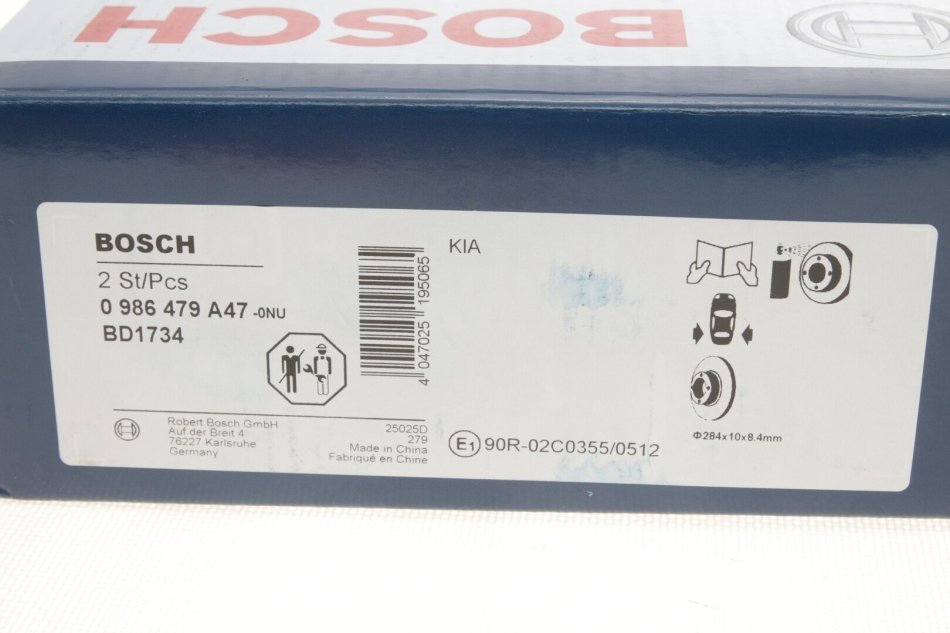 BOSCH
BOSCH
2 St/Pcs
0 986 479 A47 -0NU
BD1734
4 047025 195065
KIA
Robert Bosch GmbH
Auf der Breit 4
76227 Karlsruhe
Germany
25025D
279
Made in China
Fabriqué en Chine
E1 90R-02C0355/0512
Φ284x10x8.4mm